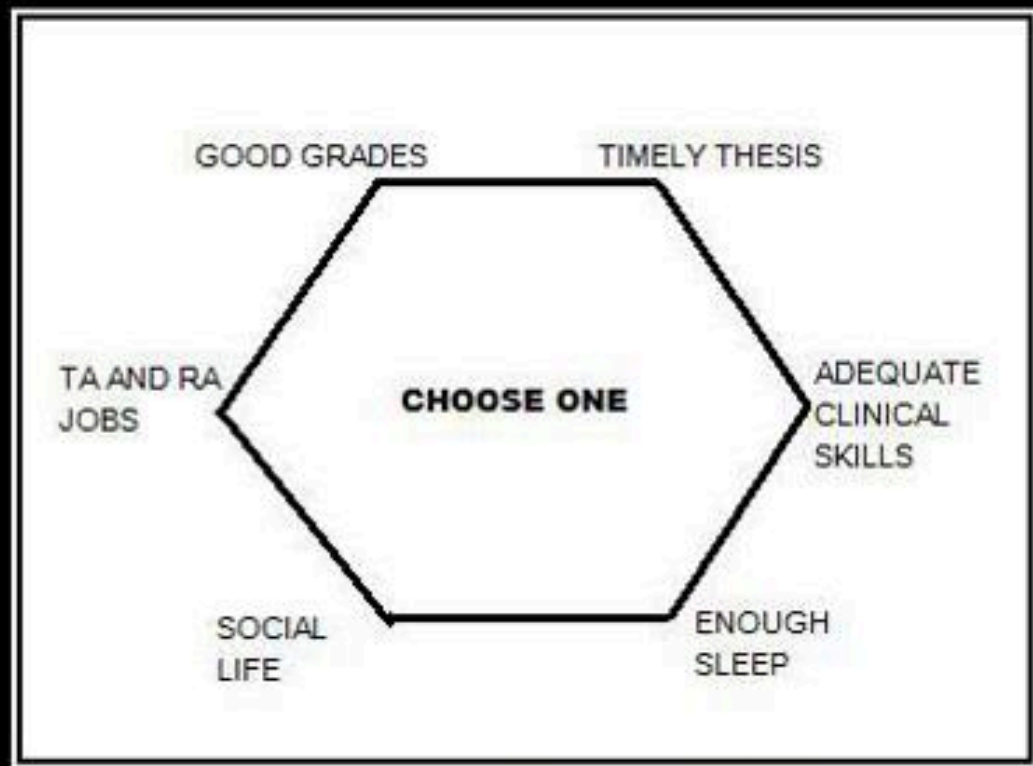 GOOD GRADES
TIMELY THESIS
TA AND RA
JOBS
CHOOSE ONE
ADEQUATE
CLINICAL
SKILLS
SOCIAL
LIFE
ENOUGH
SLEEP